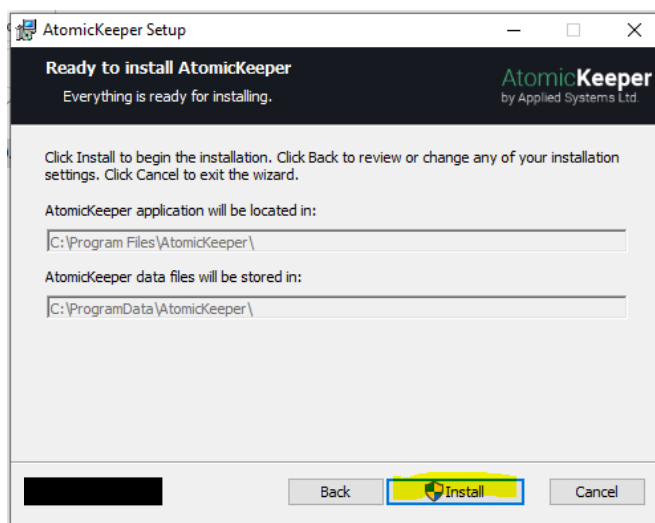 AtomicKeeper Setup
Ready to install AtomicKeeper
Everything is ready for installing.
AtomicKeeper
by Applied Systems Ltd.
Click Install to begin the installation. Click Back to review or change any of your installation
settings. Click Cancel to exit the wizard.
AtomicKeeper application will be located in:
C:\Program Files\AtomicKeeper\
AtomicKeeper data files will be stored in:
C:\ProgramData\AtomicKeeper\
Back
Install
Cancel